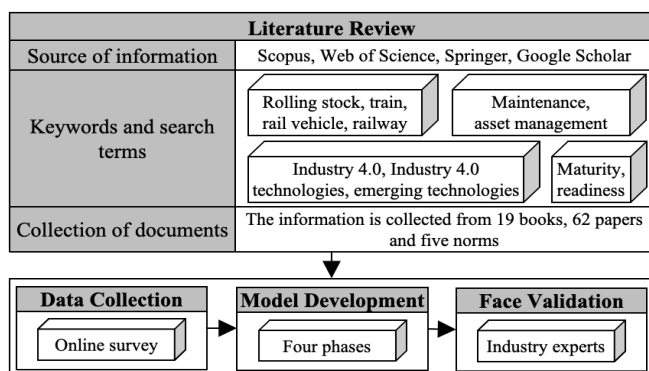 Literature Review
Source of information
Scopus, Web of Science, Springer, Google Scholar
Keywords and search
terms
Rolling stock, train,
rail vehicle, railway
Maintenance,
asset management
Industry 4.0, Industry 4.0
technologies, emerging technologies
Maturity,
readiness
Collection of documents
The information is collected from 19 books, 62 papers
and five norms
Data Collection
Online survey
Model Development
Four phases
Face Validation
Industry experts